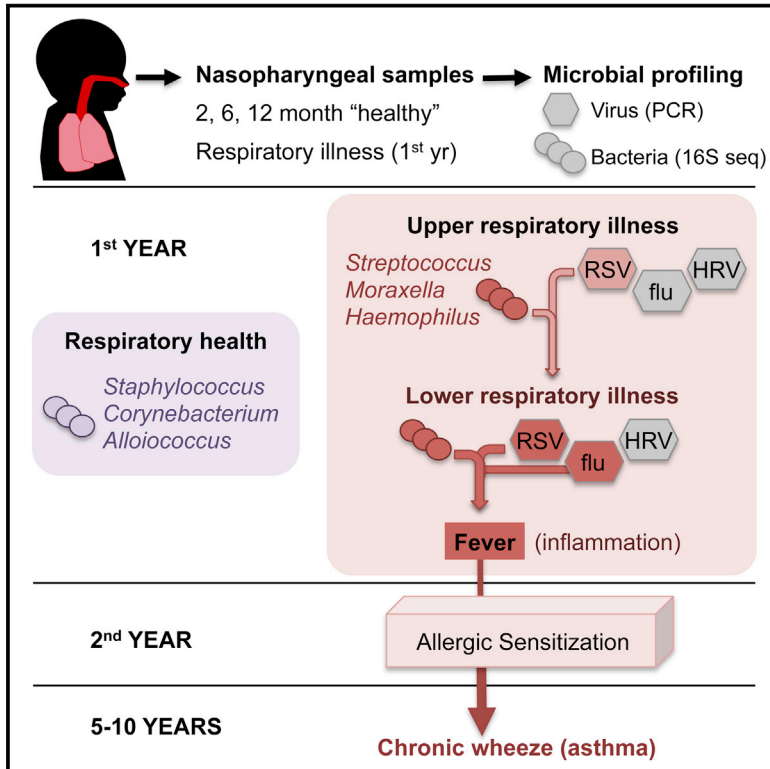 Nasopharyngeal samples
2, 6, 12 month “healthy”
Respiratory illness (1st yr)
Microbial profiling
Virus (PCR)
Bacteria (16S seq)
1st YEAR
Respiratory health
Staphylococcus
Corynebacterium
Alloiococcus
Upper respiratory illness
Streptococcus
Moraxella
Haemophilus
RSV
flu
HRV
Lower respiratory illness
RSV
flu
HRV
Fever (inflammation)
2nd YEAR
Allergic Sensitization
5-10 YEARS
Chronic wheeze (asthma)